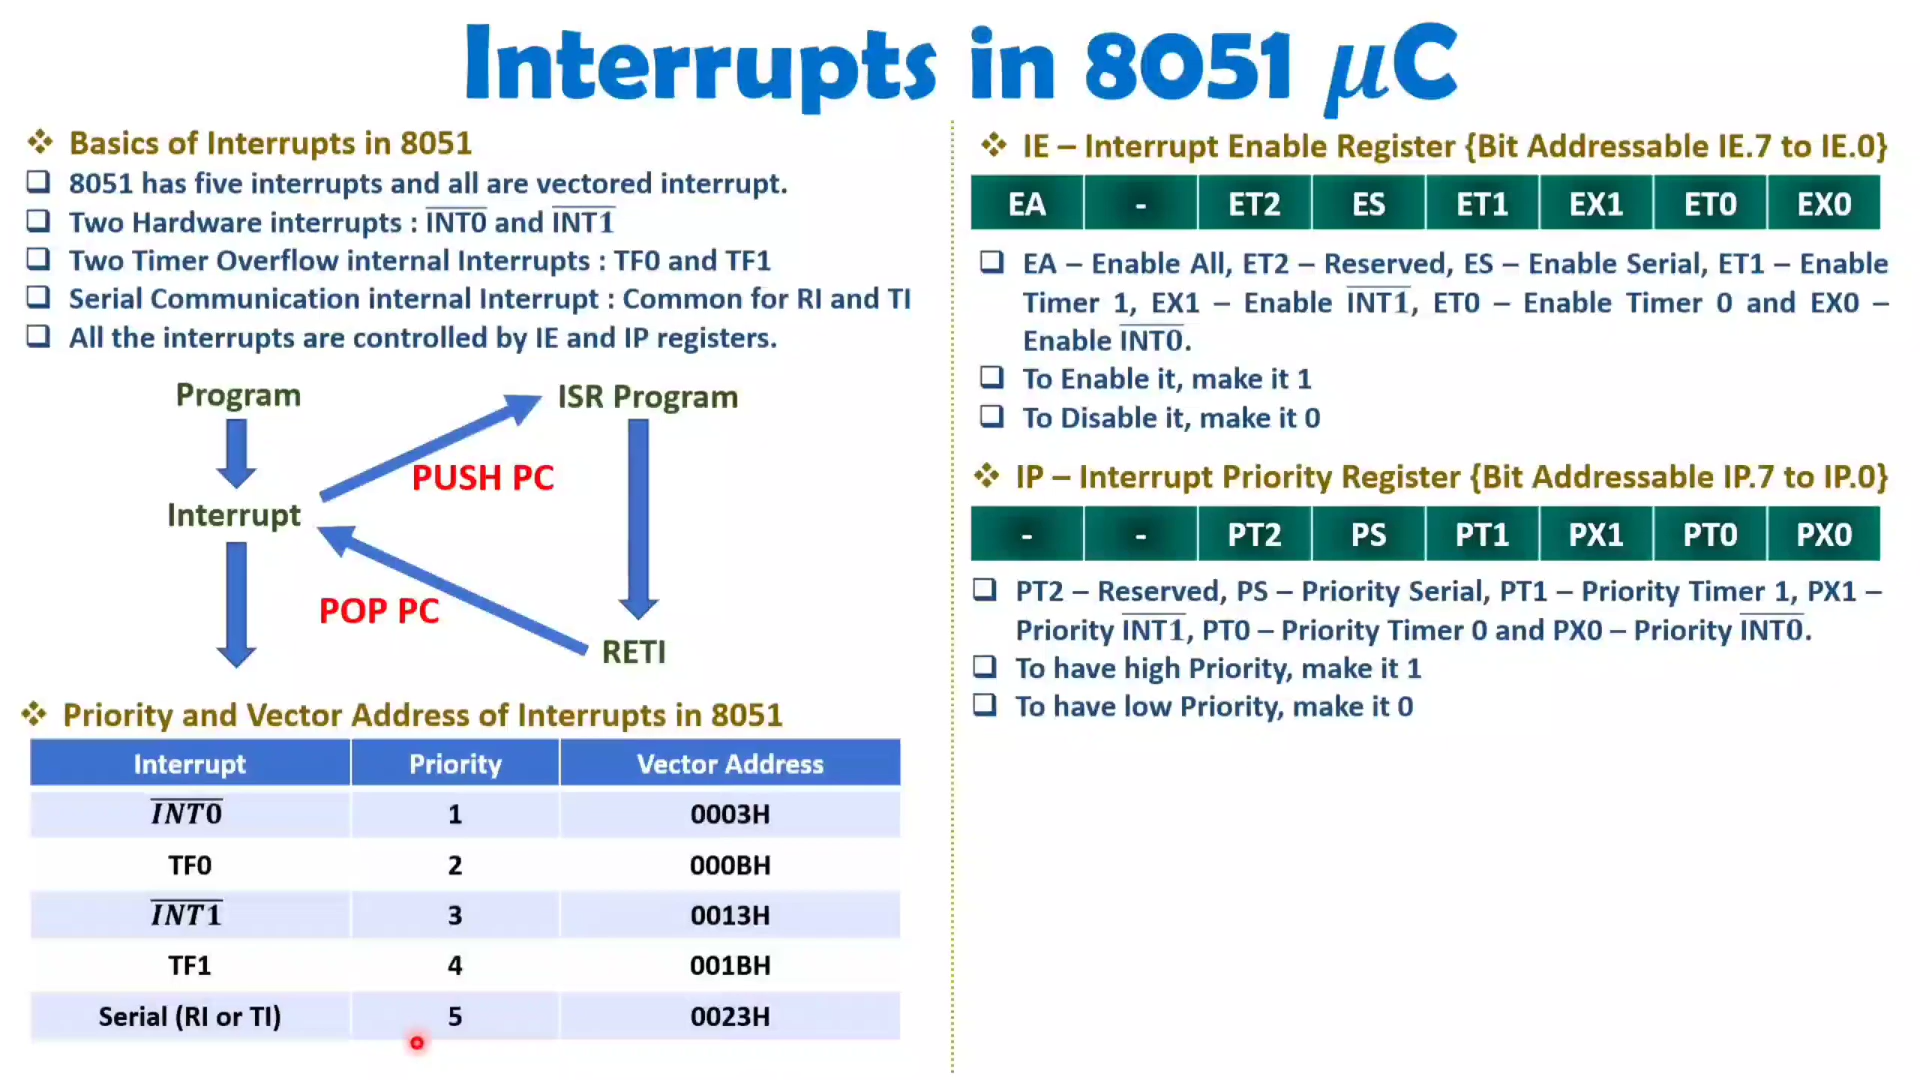 Interrupts in 8051 μC
❖ Basics of Interrupts in 8051
❑ 8051 has five interrupts and all are vectored interrupt.
❑ Two Hardware interrupts : I̅N̅T̅0̅ and I̅N̅T̅1̅
❑ Two Timer Overflow internal Interrupts : TF0 and TF1
❑ Serial Communication internal Interrupt : Common for RI and TI
❑ All the interrupts are controlled by IE and IP registers.
Program
ISR Program
PUSH PC
Interrupt
POP PC
RETI
❖ Priority and Vector Address of Interrupts in 8051
Interrupt Priority Vector Address
I̅N̅T̅0̅ 1 0003H
TF0 2 000BH
I̅N̅T̅1̅ 3 0013H
TF1 4 001BH
Serial (RI or TI) 5 0023H
❖ IE – Interrupt Enable Register {Bit Addressable IE.7 to IE.0}
EA - ET2 ES ET1 EX1 ET0 EX0
❑ EA – Enable All, ET2 – Reserved, ES – Enable Serial, ET1 – Enable
Timer 1, EX1 – Enable I̅N̅T̅1̅, ET0 – Enable Timer 0 and EX0 –
Enable I̅N̅T̅0̅.
❑ To Enable it, make it 1
❑ To Disable it, make it 0
❖ IP – Interrupt Priority Register {Bit Addressable IP.7 to IP.0}
- - PT2 PS PT1 PX1 PT0 PX0
❑ PT2 – Reserved, PS – Priority Serial, PT1 – Priority Timer 1, PX1 –
Priority I̅N̅T̅1̅, PT0 – Priority Timer 0 and PX0 – Priority I̅N̅T̅0̅.
❑ To have high Priority, make it 1
❑ To have low Priority, make it 0